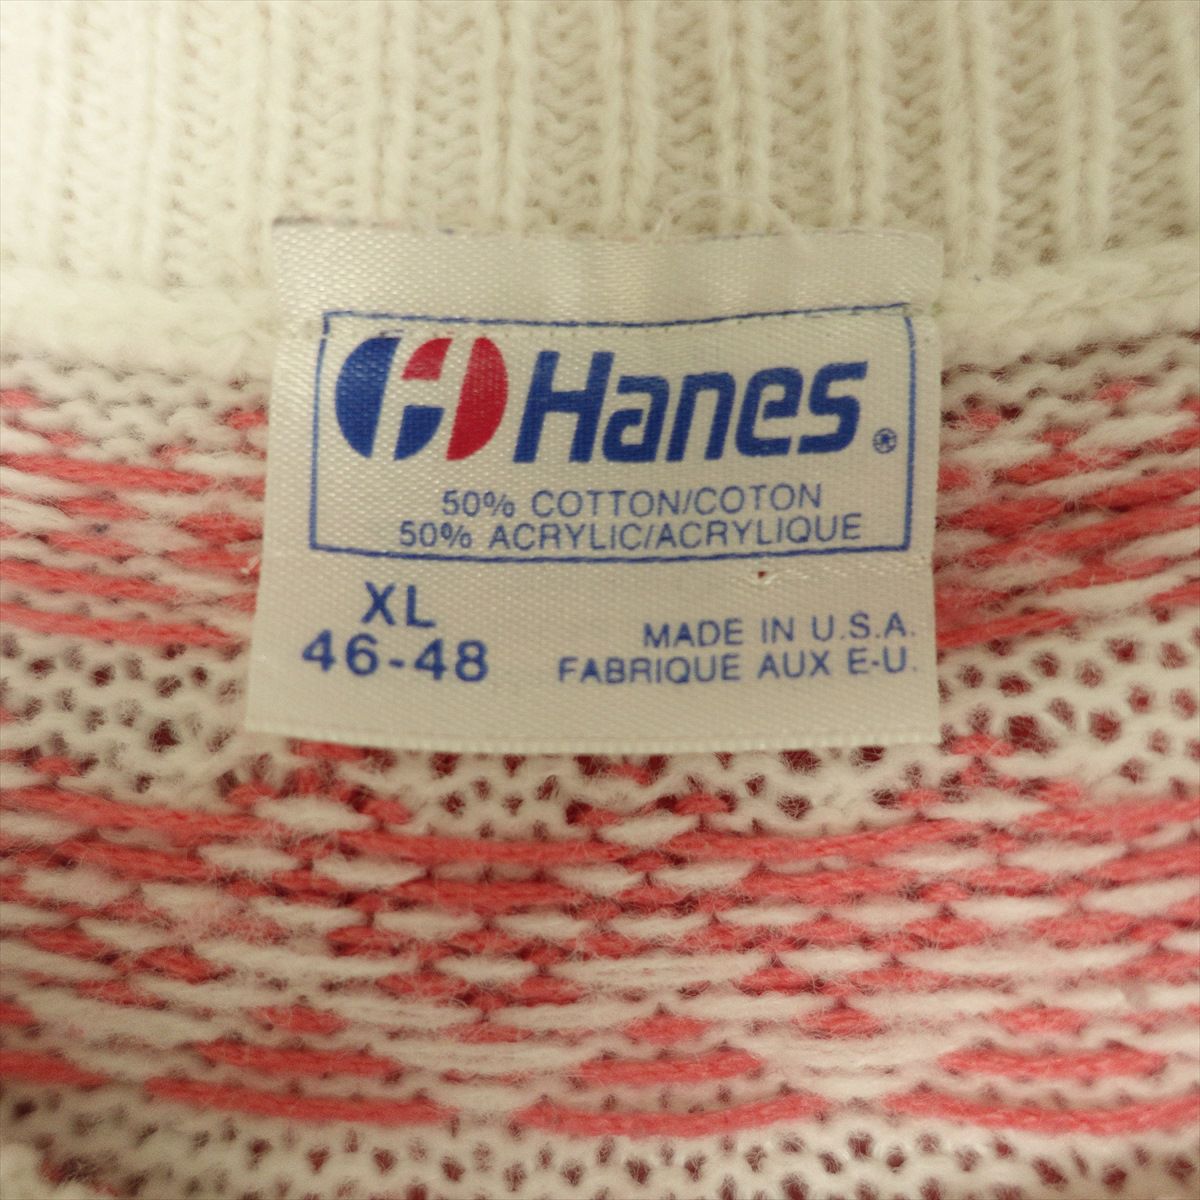 Hanes®
50% COTTON/COTON
50% ACRYLIC/ACRYLIQUE
XL
46-48
MADE IN U.S.A.
FABRIQUE AUX E-U.